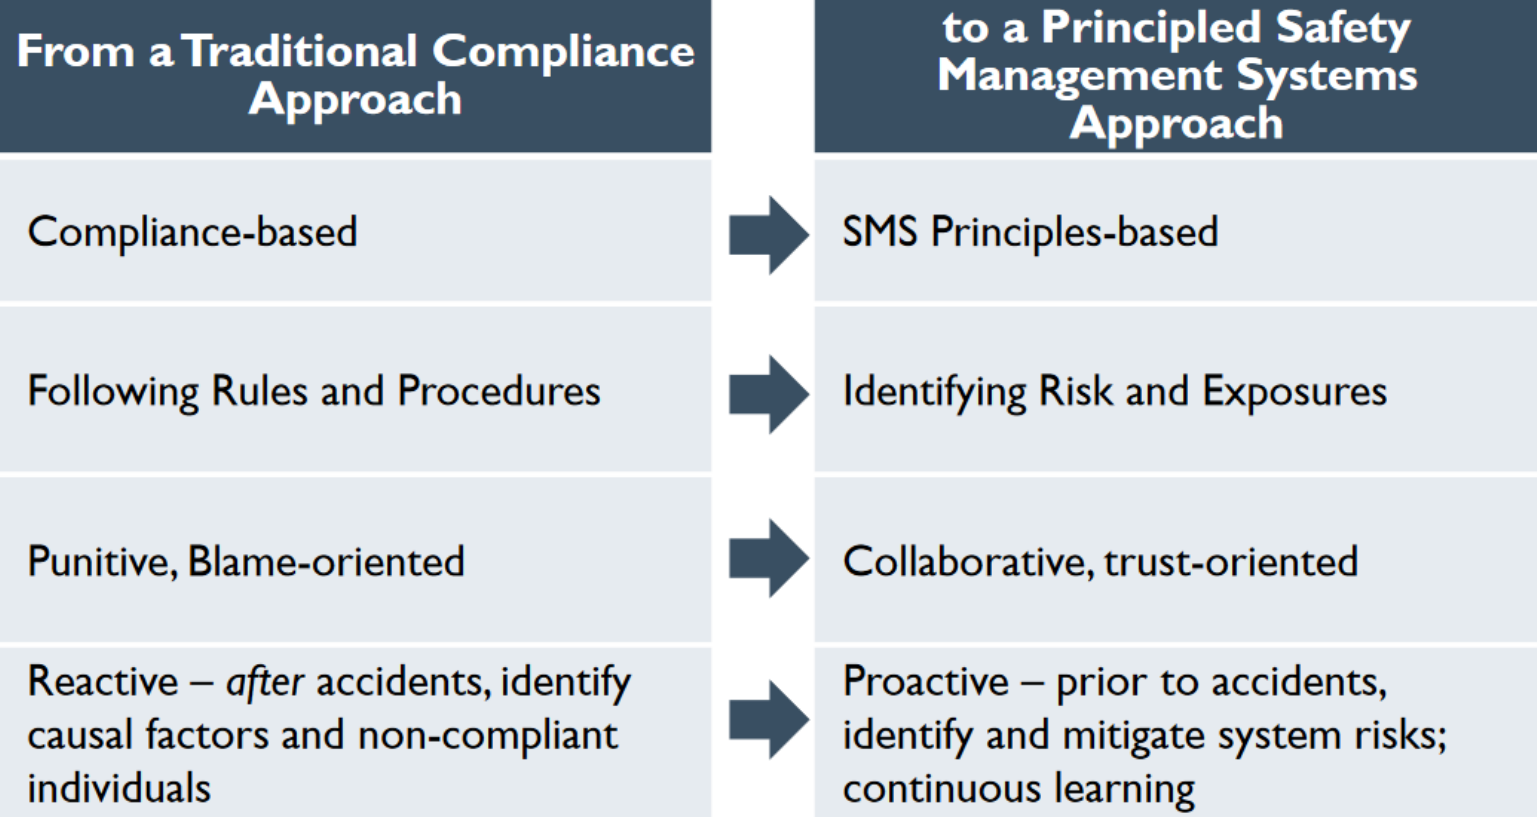 From a Traditional Compliance
Approach
to a Principled Safety
Management Systems
Approach
Compliance-based
SMS Principles-based
Following Rules and Procedures
Identifying Risk and Exposures
Punitive, Blame-oriented
Collaborative, trust-oriented
Reactive – after accidents, identify
causal factors and non-compliant
individuals
Proactive – prior to accidents,
identify and mitigate system risks;
continuous learning